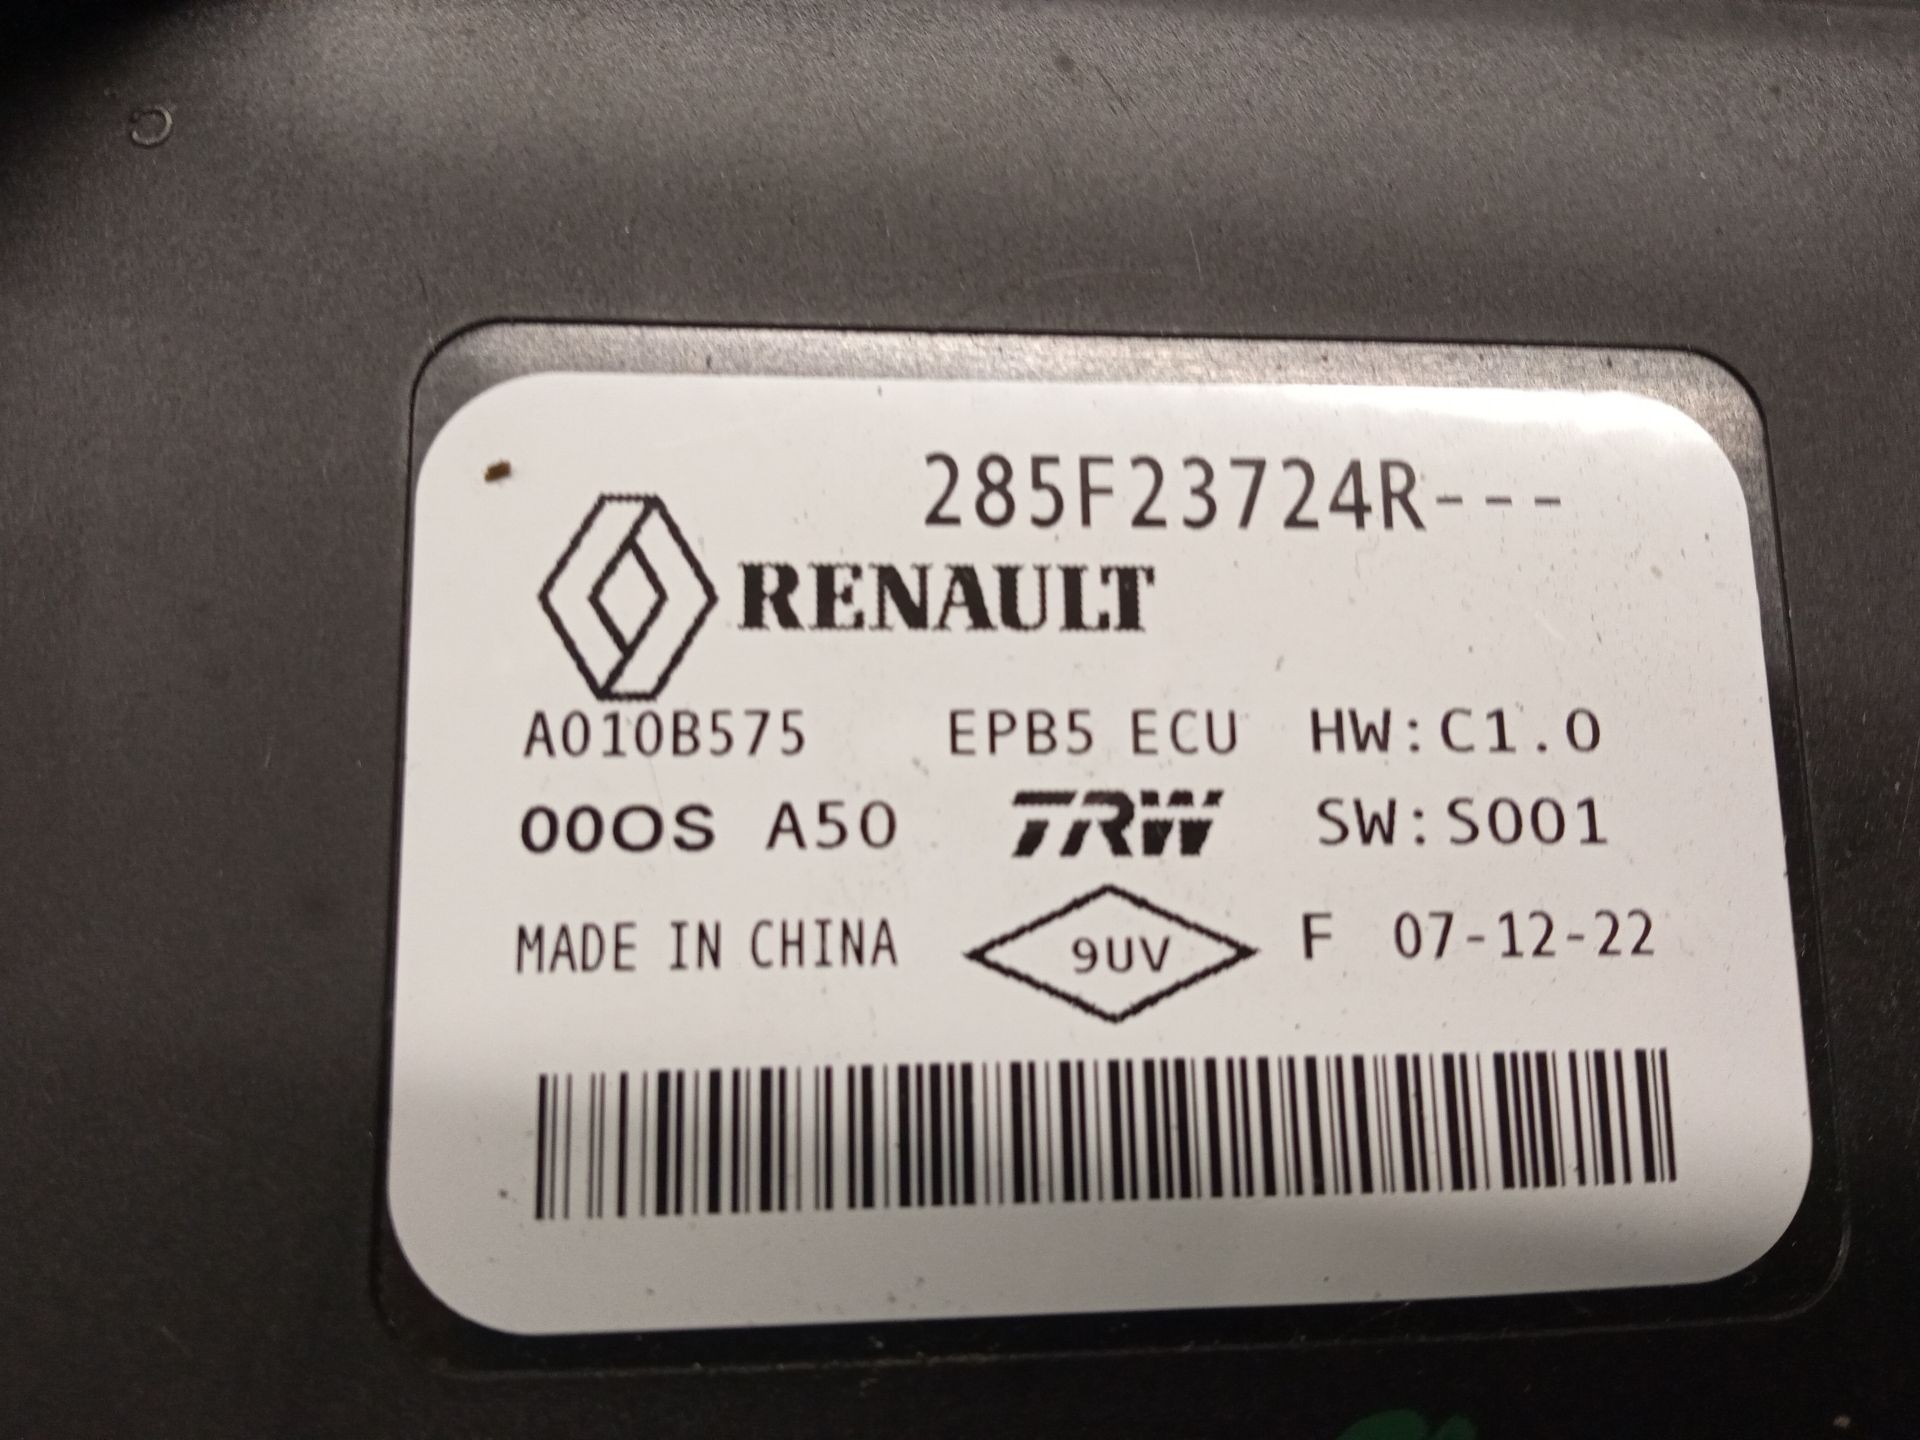 285F23724R---
RENAULT
A010B575 EPB5 ECU HW:C1.0
000S A50 TRW SW:S001
MADE IN CHINA 9UV F 07-12-22